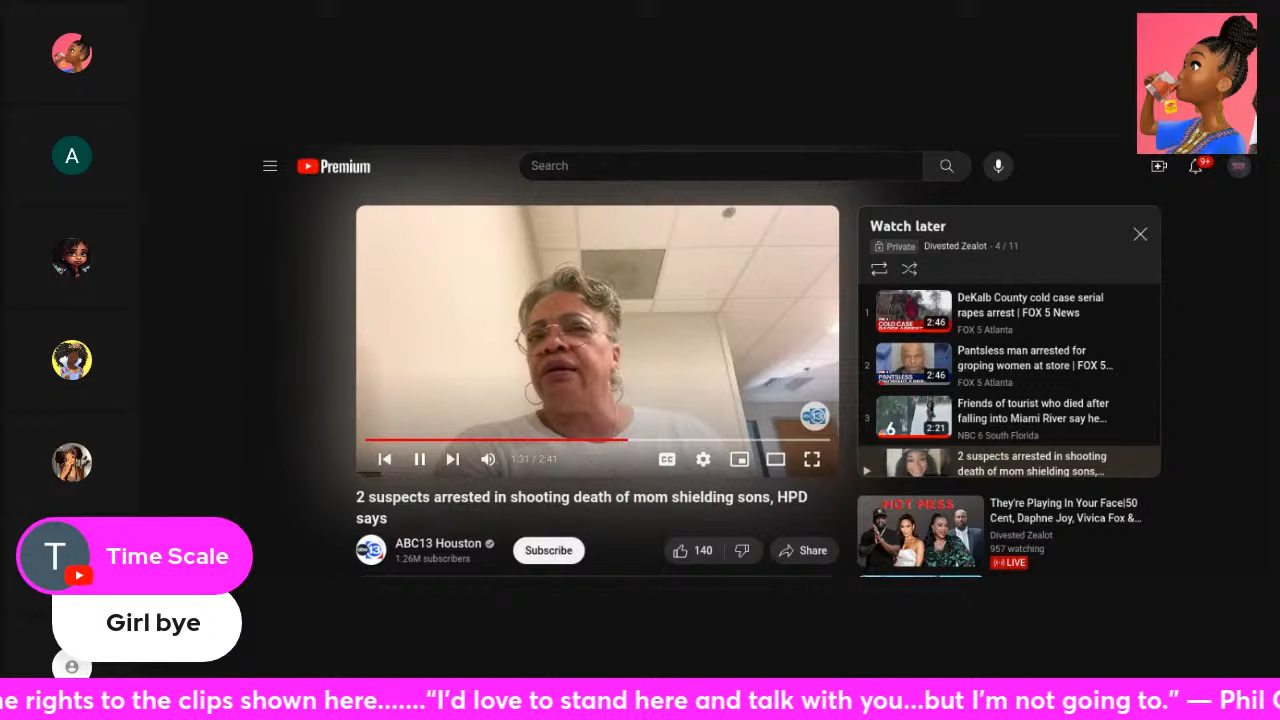 A
Premium
Search
9+
Watch later
Private Divested Zealot - 4 / 11
1
2:46
DeKalb County cold case serial
rapes arrest | FOX 5 News
FOX 5 Atlanta
2
2:46
Pantsless man arrested for
groping women at store | FOX 5...
FOX 5 Atlanta
3
6
2:21
Friends of tourist who died after
falling into Miami River say he...
NBC 6 South Florida
2 suspects arrested in shooting
death of mom shielding sons,...
13
1:31 / 2:41
CC
2 suspects arrested in shooting death of mom shielding sons, HPD
says
ABC13 Houston
1.26M subscribers
Subscribe
140
Share
HOT MESS
They're Playing In Your Face|50
Cent, Daphne Joy, Vivica Fox &...
Divested Zealot
957 watching
LIVE
T
Time Scale
Girl bye
he rights to the clips shown here.......“I’d love to stand here and talk with you...but I’m not going to.” — Phil